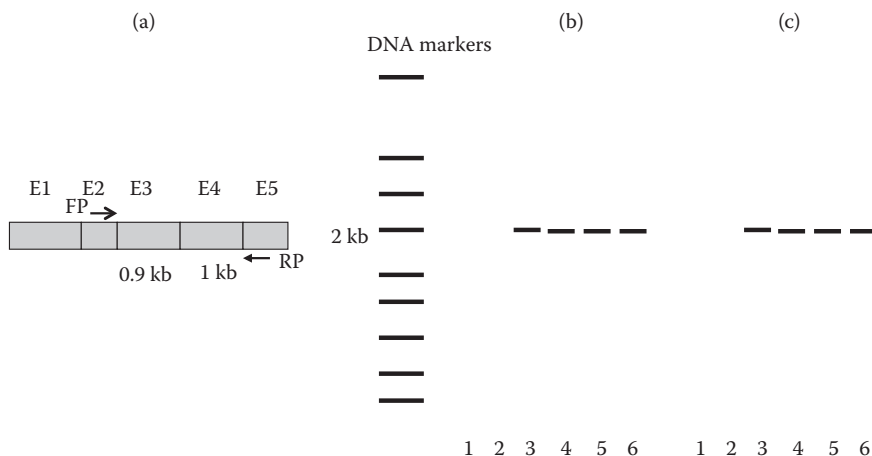 (a)
(b)
(c)
DNA markers
E1 E2 E3 E4 E5
FP
2 kb
RP
0.9 kb 1 kb
1 2 3 4 5 6 1 2 3 4 5 6